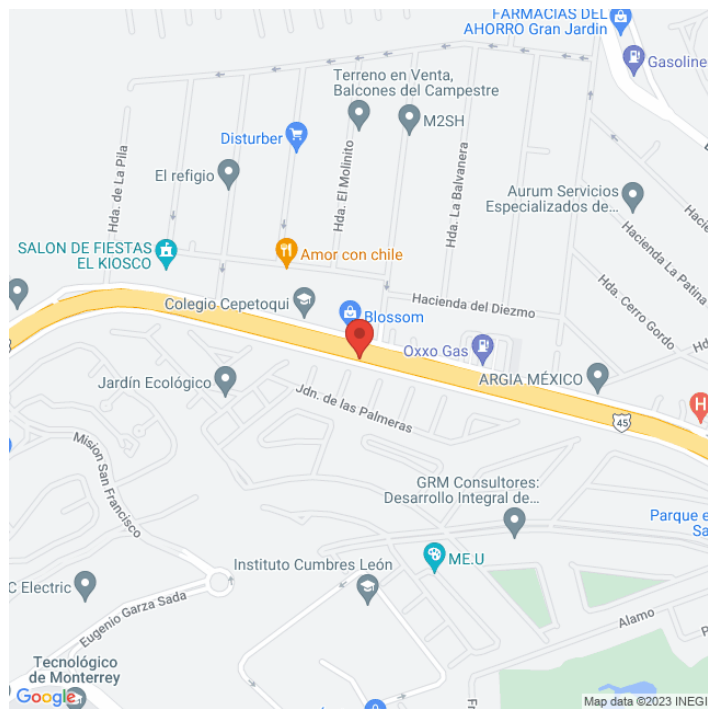 FARMACIAS DEL
AHORRO Gran Jardin
Gasoline
Terreno en Venta,
Balcones del Campestre
M2SH
Disturber
Hda. de La Pila
El refigio
Hda. El Molinito
Hda. La Balvanera
Aurum Servicios
Especializados de...
Hacienda La Patina
Hda. Cerro Gordo
SALON DE FIESTAS
EL KIOSCO
Amor con chile
Hacienda del Diezmo
Colegio Cepetoqui
Blossom
Oxxo Gas
ARGIA MÉXICO
H
45
Jardín Ecológico
Jdn. de las Palmeras
Mision San Francisco
GRM Consultores:
Desarrollo Integral de...
Parque e
Sa
ME.U
Instituto Cumbres León
C Electric
Eugenio Garza Sada
Alamo
Tecnológico
de Monterrey
Google
Map data ©2023 INEGI